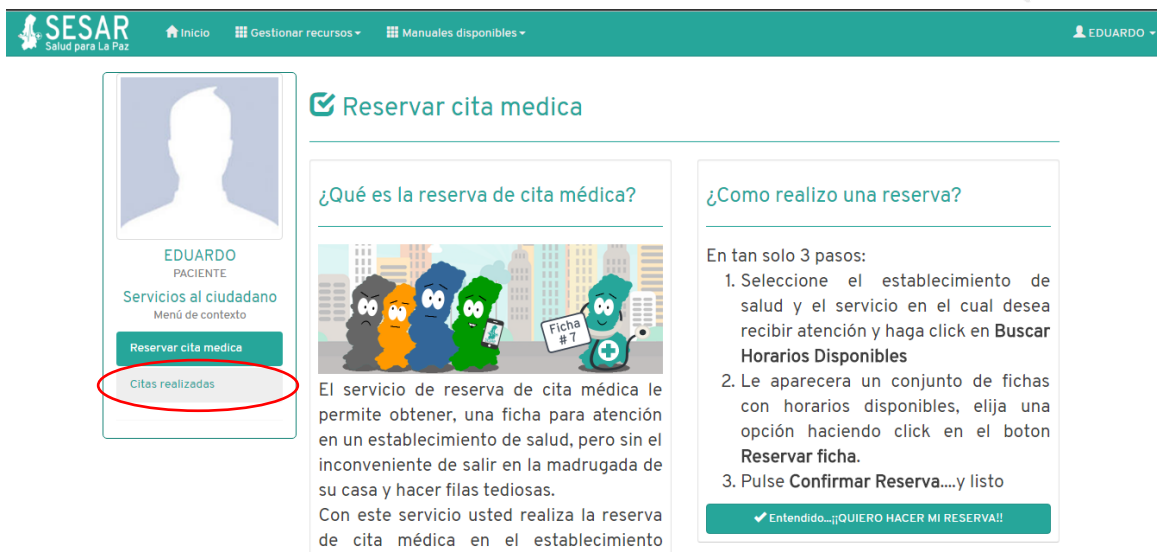 SESAR
Salud para La Paz
Inicio
Gestionar recursos
Manuales disponibles
EDUARDO
EDUARDO
PACIENTE
Servicios al ciudadano
Menú de contexto
Reservar cita medica
Citas realizadas
Reservar cita medica
¿Qué es la reserva de cita médica?
Ficha
#7
El servicio de reserva de cita médica le
permite obtener, una ficha para atención
en un establecimiento de salud, pero sin el
inconveniente de salir en la madrugada de
su casa y hacer filas tediosas.
Con este servicio usted realiza la reserva
de cita médica en el establecimiento
¿Como realizo una reserva?
En tan solo 3 pasos:
1. Seleccione el establecimiento de
salud y el servicio en el cual desea
recibir atención y haga click en Buscar
Horarios Disponibles
2. Le aparecera un conjunto de fichas
con horarios disponibles, elija una
opción haciendo click en el boton
Reservar ficha.
3. Pulse Confirmar Reserva....y listo
Entendido...¡¡QUIERO HACER MI RESERVA!!